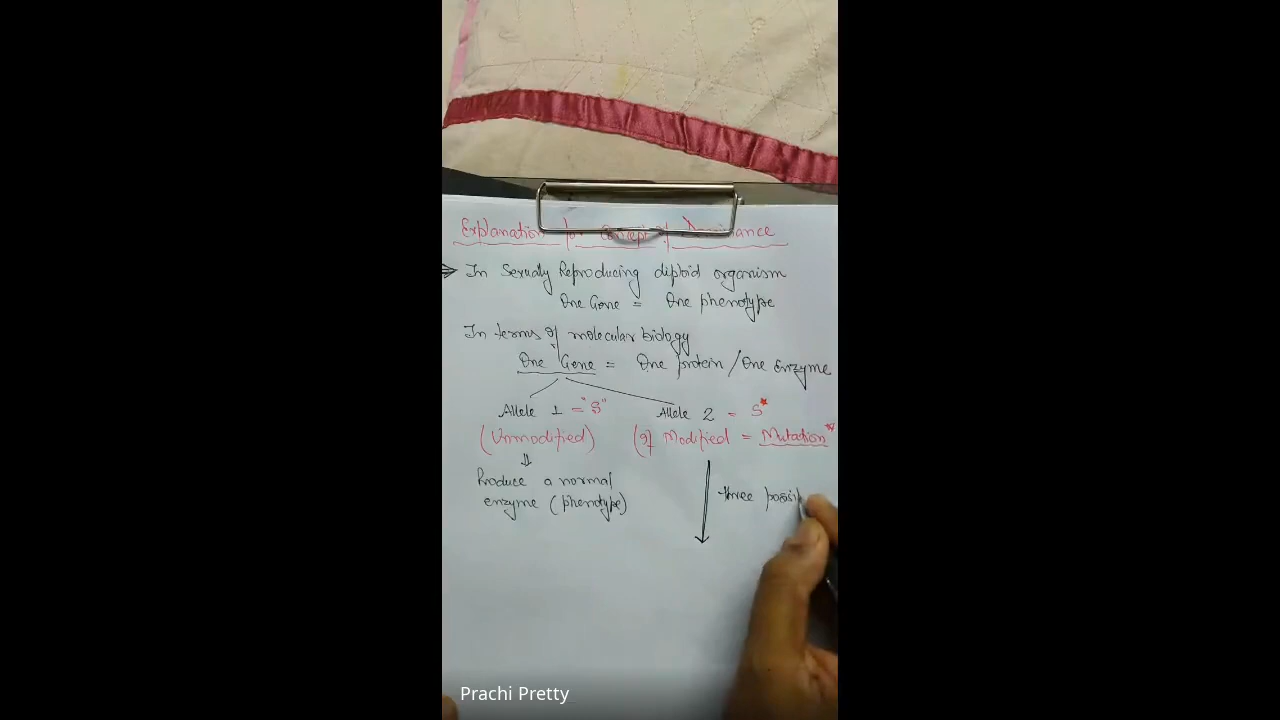 Explanation for Concept of Dominance
⇒ In Sexually Reproducing diploid organism
One Gene = One phenotype
In terms of molecular biology
One Gene = One protein / One Enzyme
Allele 1 = "S" Allele 2 = S*
(Unmodified) (If Modified = Mutation*
⇓
Produce a normal
enzyme (phenotype) three possib
Prachi Pretty